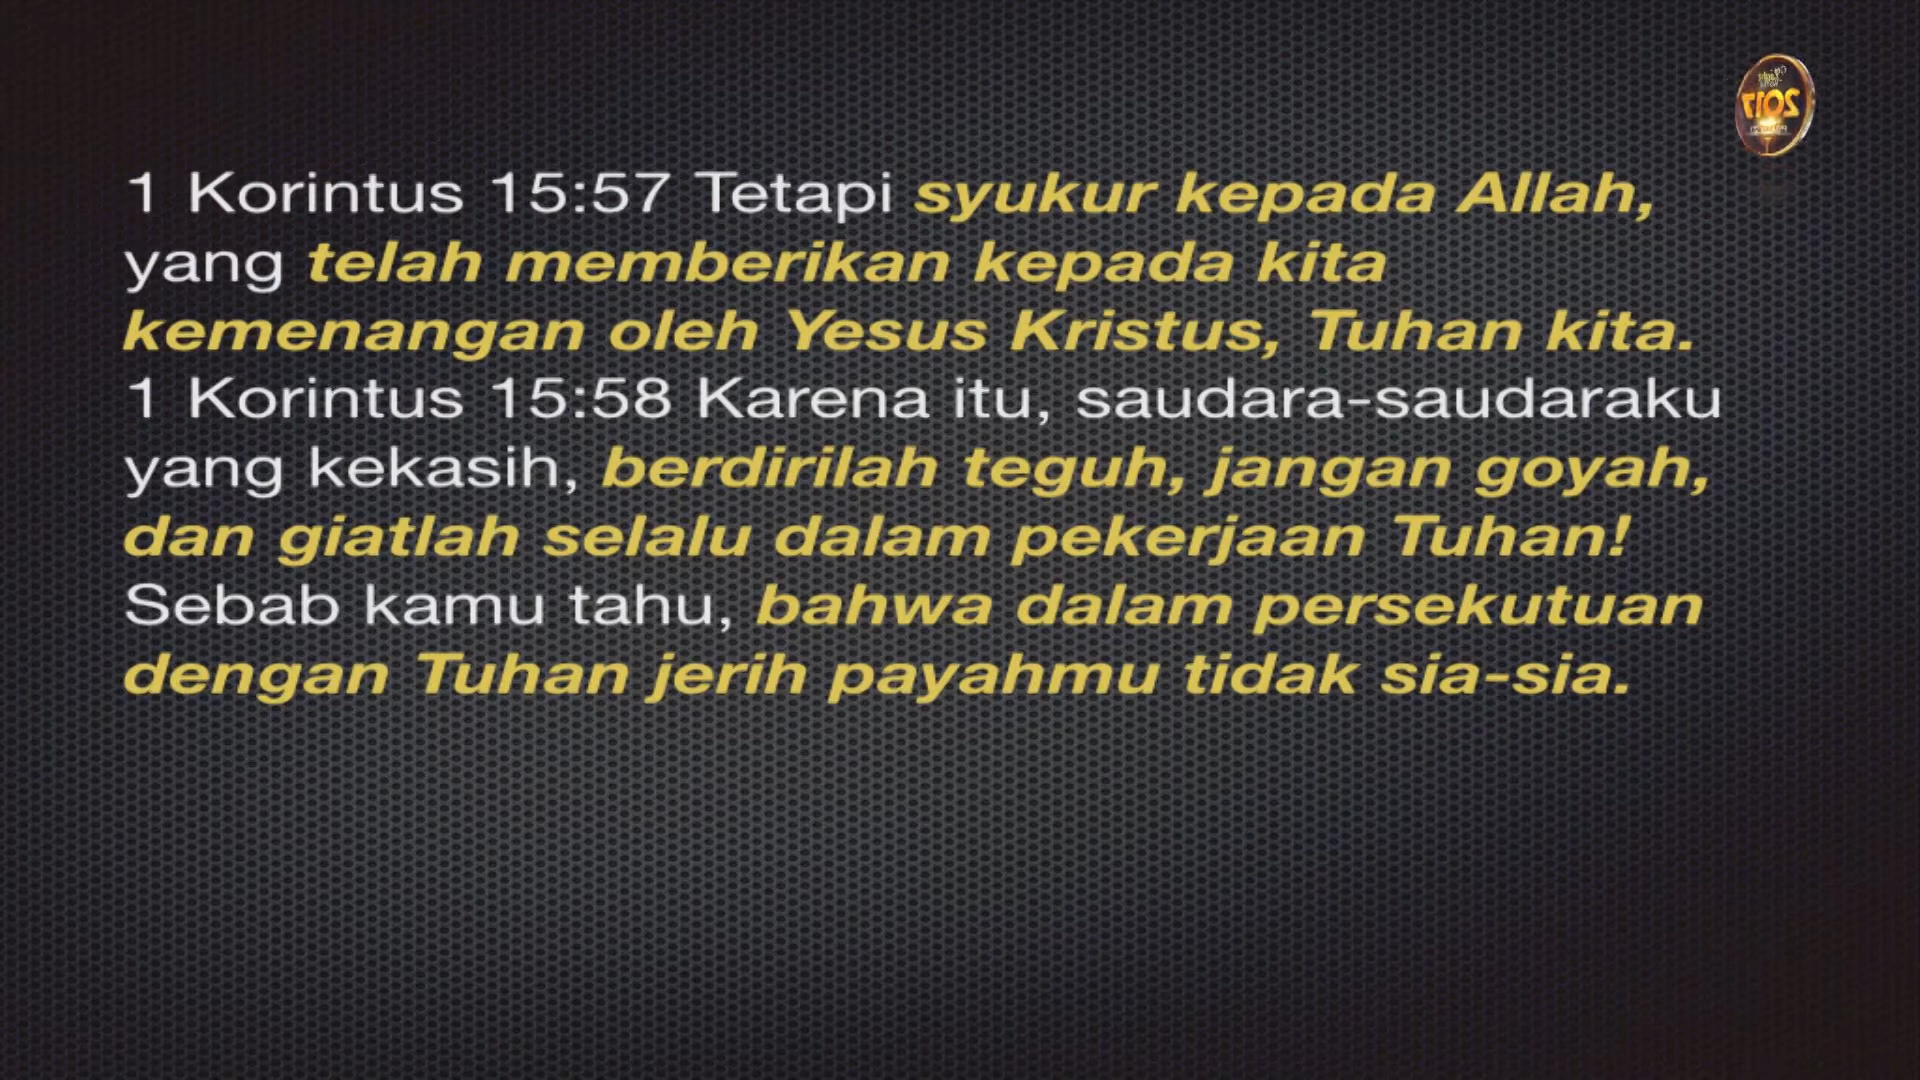 2017
1 Korintus 15:57 Tetapi syukur kepada Allah,
yang telah memberikan kepada kita
kemenangan oleh Yesus Kristus, Tuhan kita.
1 Korintus 15:58 Karena itu, saudara-saudaraku
yang kekasih, berdirilah teguh, jangan goyah,
dan giatlah selalu dalam pekerjaan Tuhan!
Sebab kamu tahu, bahwa dalam persekutuan
dengan Tuhan jerih payahmu tidak sia-sia.